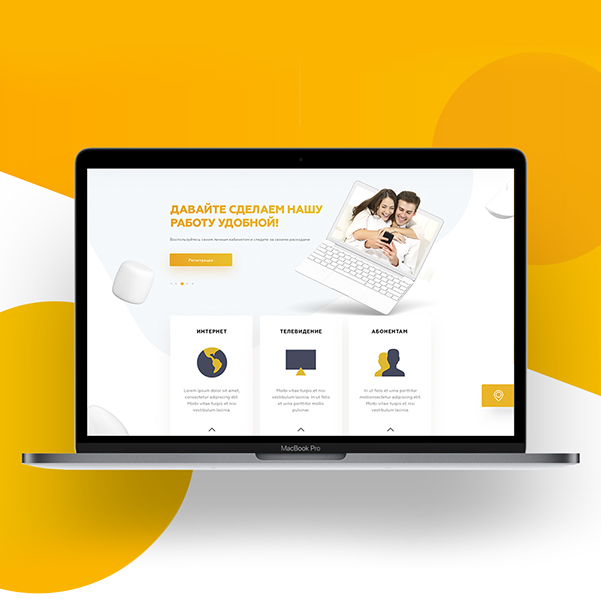 ДАВАЙТЕ СДЕЛАЕМ НАШУ
РАБОТУ УДОБНОЙ!
Воспользуйтесь своим личным кабинетом и следите за своими расходами
Регистрация
ИНТЕРНЕТ
Lorem ipsum dolor sit amet,
consectetur adipiscing elit.
Morbi vitae turpis et nisi
vestibulum lacinia.
ТЕЛЕВИДЕНИЕ
Morbi vitae turpis et nisi
vestibulum lacinia. In ut felis
et urna porttitor mollis
pulvinar.
АБОНЕНТАМ
In ut felis et urna porttitor
mollisconsectetur adipiscing elit.
Morbi vitae turpis et nisi
vestibulum lacinia.
MacBook Pro